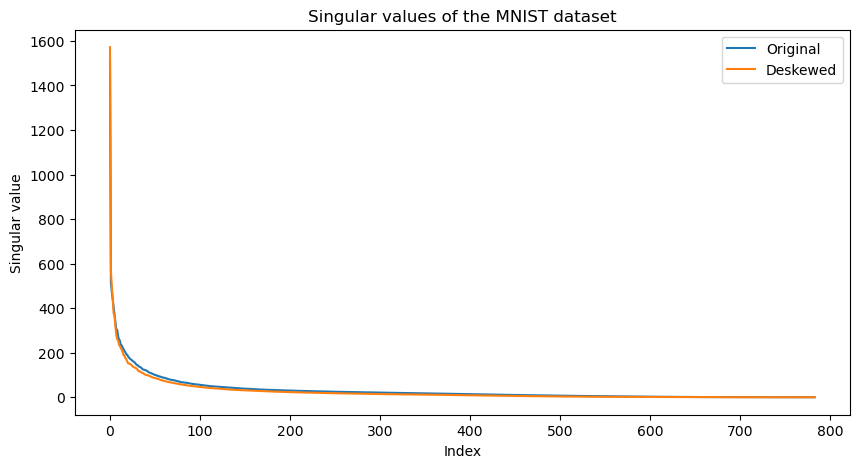 Singular values of the MNIST dataset
Original
Deskewed
1600
1400
1200
1000
800
600
400
200
0
Singular value
0 100 200 300 400 500 600 700 800
Index